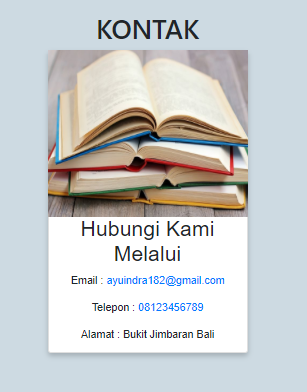 KONTAK
Hubungi Kami
Melalui
Email : ayuindra182@gmail.com
Telepon : 08123456789
Alamat : Bukit Jimbaran Bali